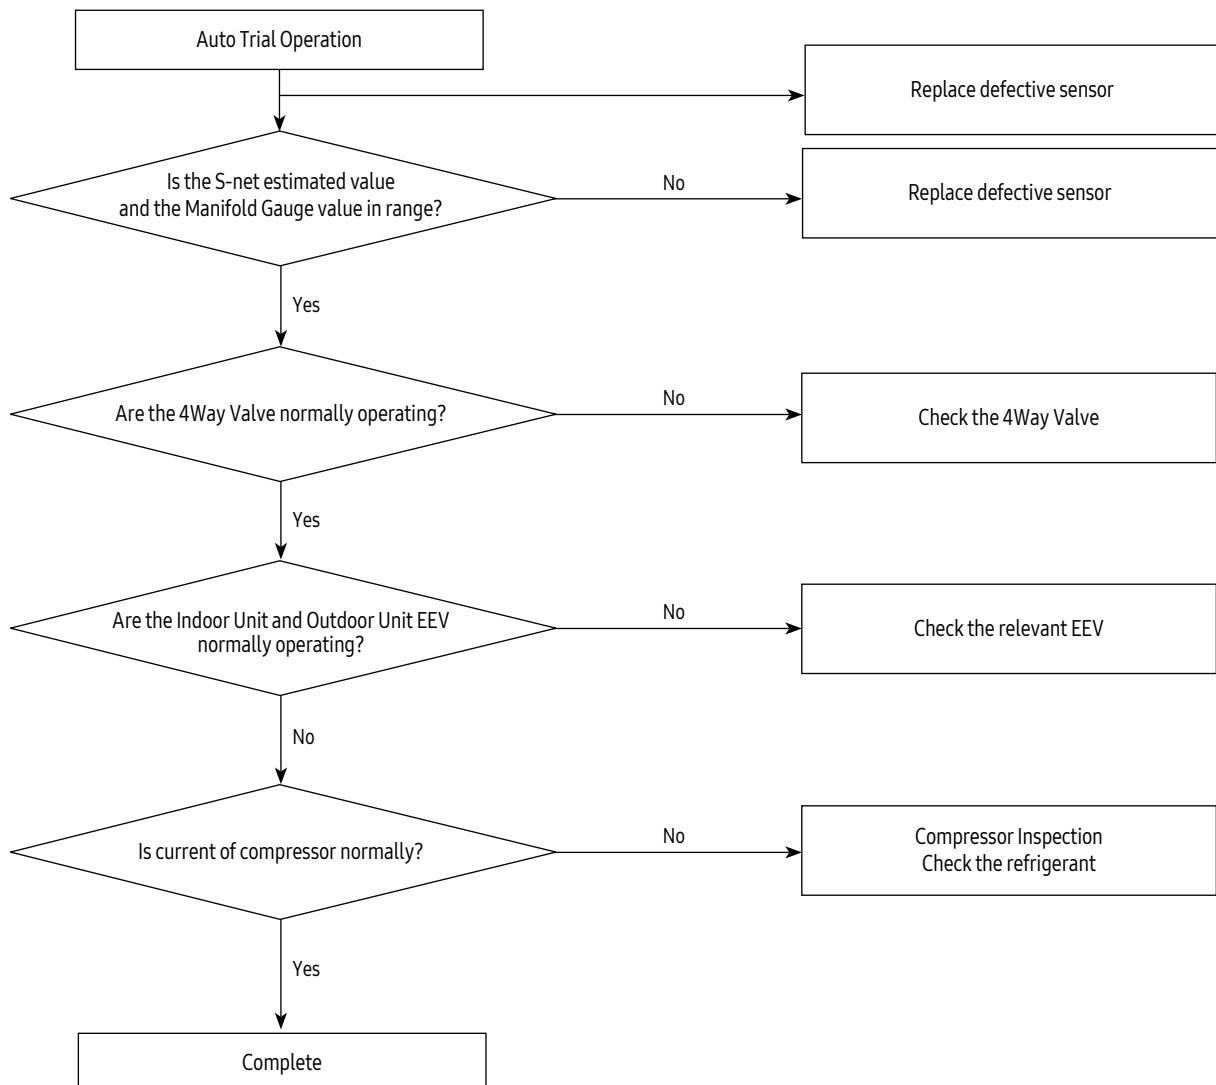 Auto Trial Operation
Replace defective sensor
Is the S-net estimated value
and the Manifold Gauge value in range?
No
Replace defective sensor
Yes
Are the 4Way Valve normally operating?
No
Check the 4Way Valve
Yes
Are the Indoor Unit and Outdoor Unit EEV
normally operating?
No
Check the relevant EEV
No
Is current of compressor normally?
No
Compressor Inspection
Check the refrigerant
Yes
Complete